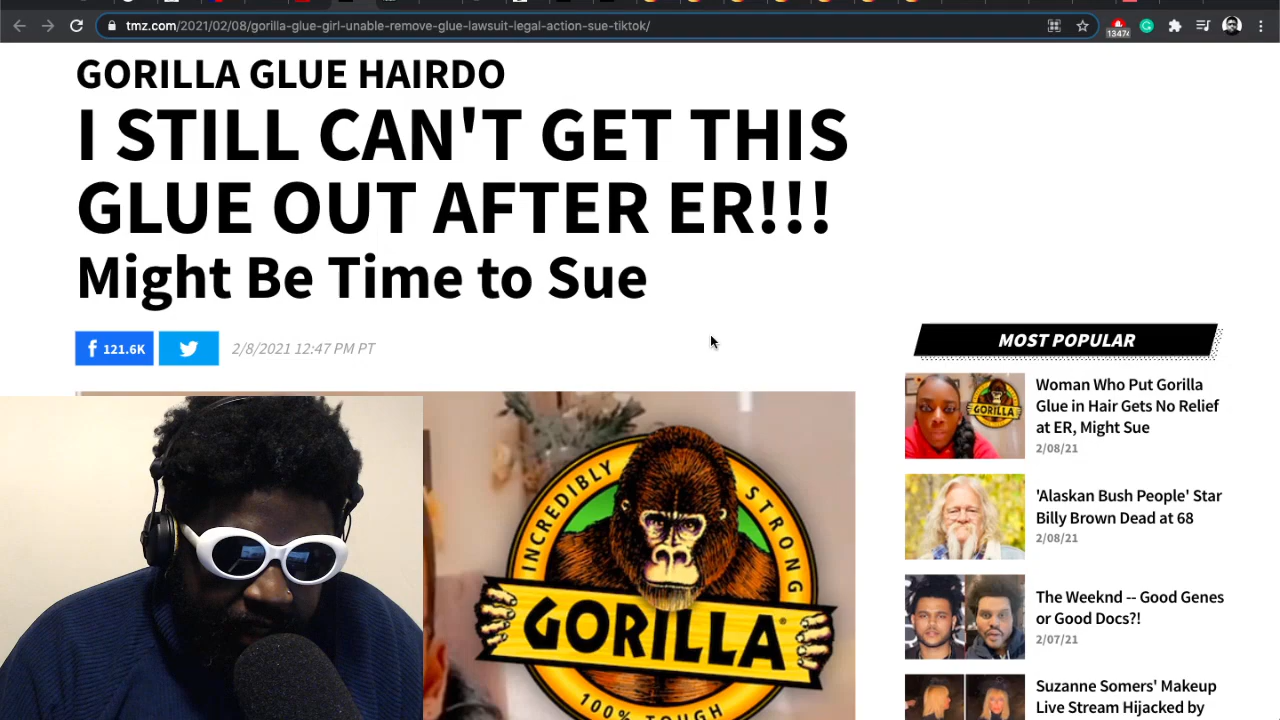 tmz.com/2021/02/08/gorilla-glue-girl-unable-remove-glue-lawsuit-legal-action-sue-tiktok/
GORILLA GLUE HAIRDO
I STILL CAN'T GET THIS
GLUE OUT AFTER ER!!!
Might Be Time to Sue
121.6K
2/8/2021 12:47 PM PT
INCREDIBLY STRONG
GORILLA®
100% TOUGH
MOST POPULAR
GORILLA
Woman Who Put Gorilla
Glue in Hair Gets No Relief
at ER, Might Sue
2/08/21
'Alaskan Bush People' Star
Billy Brown Dead at 68
2/08/21
The Weeknd -- Good Genes
or Good Docs?!
2/07/21
Suzanne Somers' Makeup
Live Stream Hijacked by